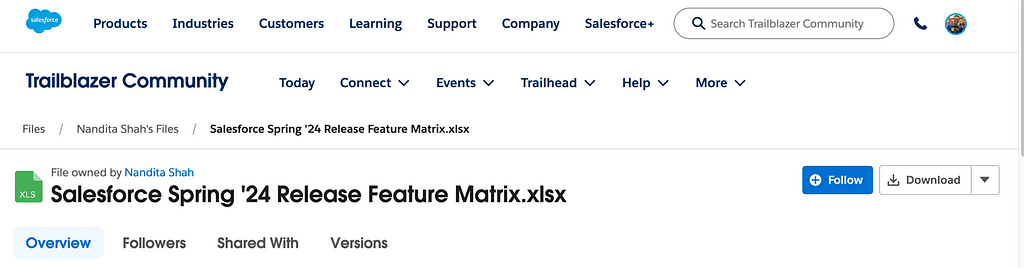 salesforce Products Industries Customers Learning Support Company Salesforce+ Search Trailblazer Community
Trailblazer Community Today Connect Events Trailhead Help More
Files / Nandita Shah's Files / Salesforce Spring '24 Release Feature Matrix.xlsx
File owned by Nandita Shah
XLS Salesforce Spring '24 Release Feature Matrix.xlsx Follow Download
Overview Followers Shared With Versions